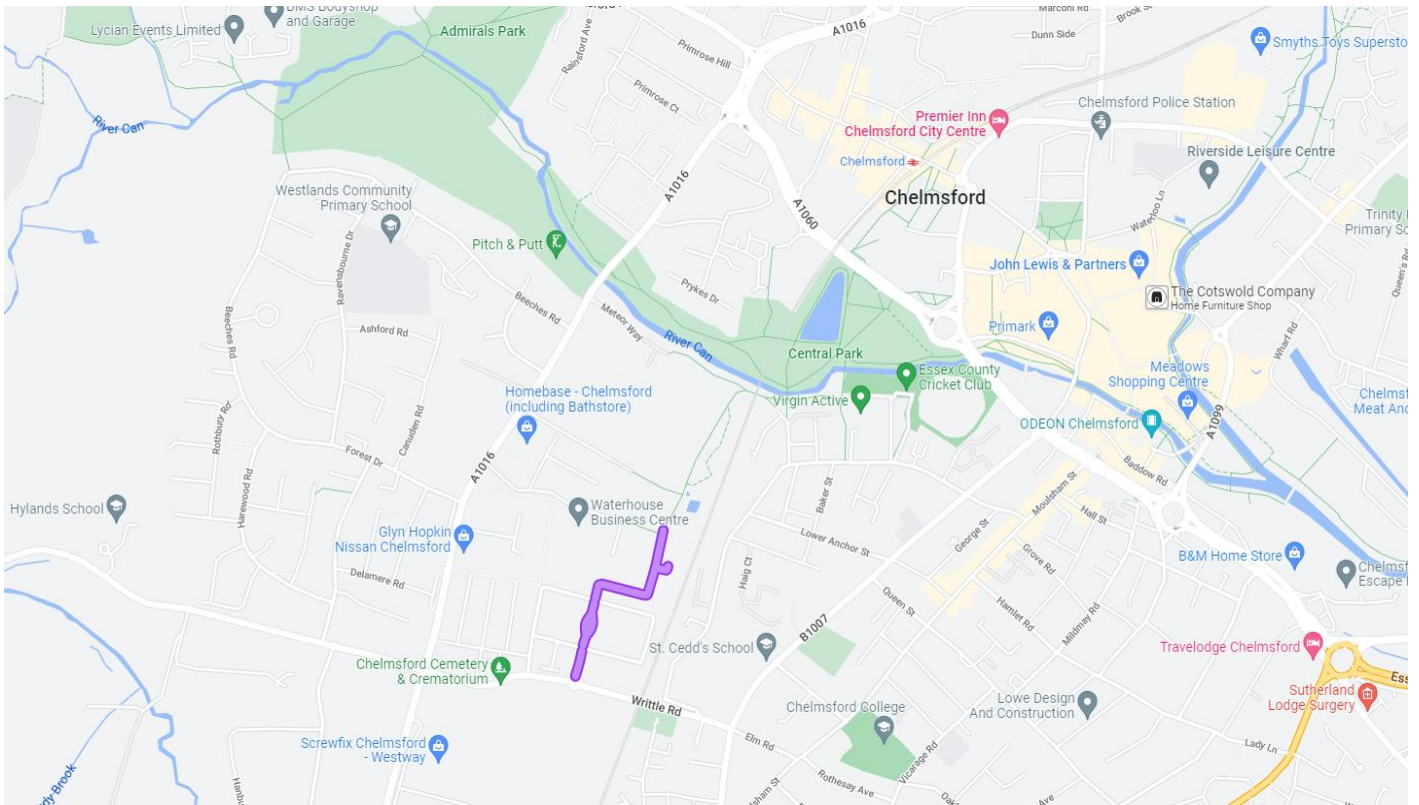 BMS Bodyshop
and Garage
Lycian Events Limited
Admirals Park
Rainsford Ave
Primrose Hill
A1016
Marconi Rd
Brook St
Dunn Side
Smyths Toys Supersto
Primrose Ct
River Can
Premier Inn
Chelmsford City Centre
Chelmsford Police Station
Chelmsford
Riverside Leisure Centre
Westlands Community
Primary School
A1016
A1060
Chelmsford
Waterloo Ln
Trinity
Primary Sc
Ravensbourne Dr
Pitch & Putt
John Lewis & Partners
Queen's Rd
Prykes Dr
The Cotswold Company
Home Furniture Shop
Beeches Rd
Beeches Rd
Meteor Way
Ashford Rd
River Can
Primark
Wharf Rd
Central Park
Essex County
Cricket Club
Meadows
Shopping Centre
Virgin Active
Homebase - Chelmsford
(including Bathstore)
Chelmsf
Meat And
Rothbury Rd
Canuden Rd
ODEON Chelmsford
A1099
Forest Dr
A1016
Baddow Rd
Harewood Rd
Baker St
Moulsham St
Hall St
Hylands School
Waterhouse
Business Centre
Glyn Hopkin
Nissan Chelmsford
Lower Anchor St
George St
Grove Rd
B&M Home Store
Haig Ct
Chelmsf
Escape
Delamere Rd
Queen St
Hamlet Rd
Mildmay Rd
B1007
St. Cedd's School
Travelodge Chelmsford
Chelmsford Cemetery
& Crematorium
Writtle Rd
Ess
Chelmsford College
Lowe Design
And Construction
Sutherland
Lodge Surgery
Screwfix Chelmsford
- Westway
Elm Rd
Vicarage Rd
Lady Ln
Rothesay Ave
dy Brook
Hanbu
ulsham St
Oak